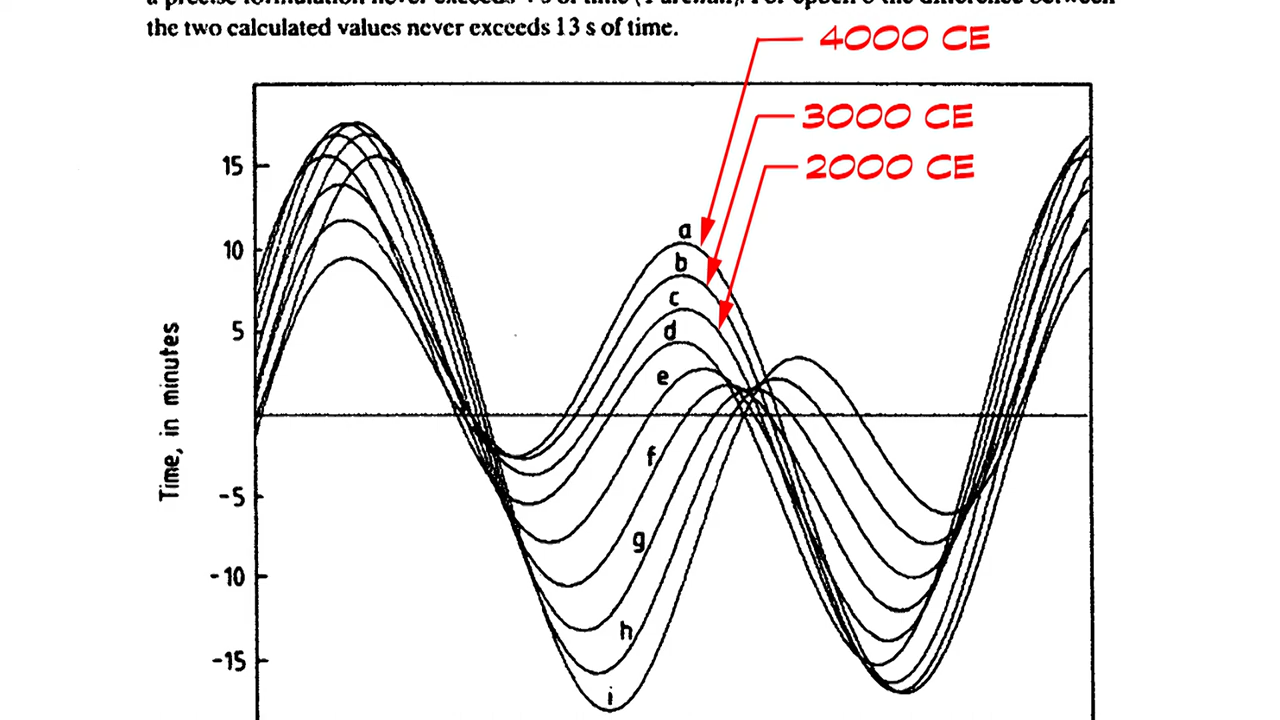 the two calculated values never exceeds 13 s of time.
4000 CE
3000 CE
2000 CE
15
10
5
-5
-10
-15
Time, in minutes
a
b
c
d
e
f
g
h
i